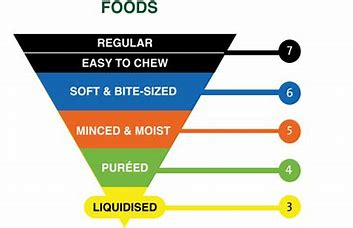 FOODS
REGULAR
7
EASY TO CHEW
SOFT & BITE-SIZED
6
MINCED & MOIST
5
PURÉED
4
LIQUIDISED
3